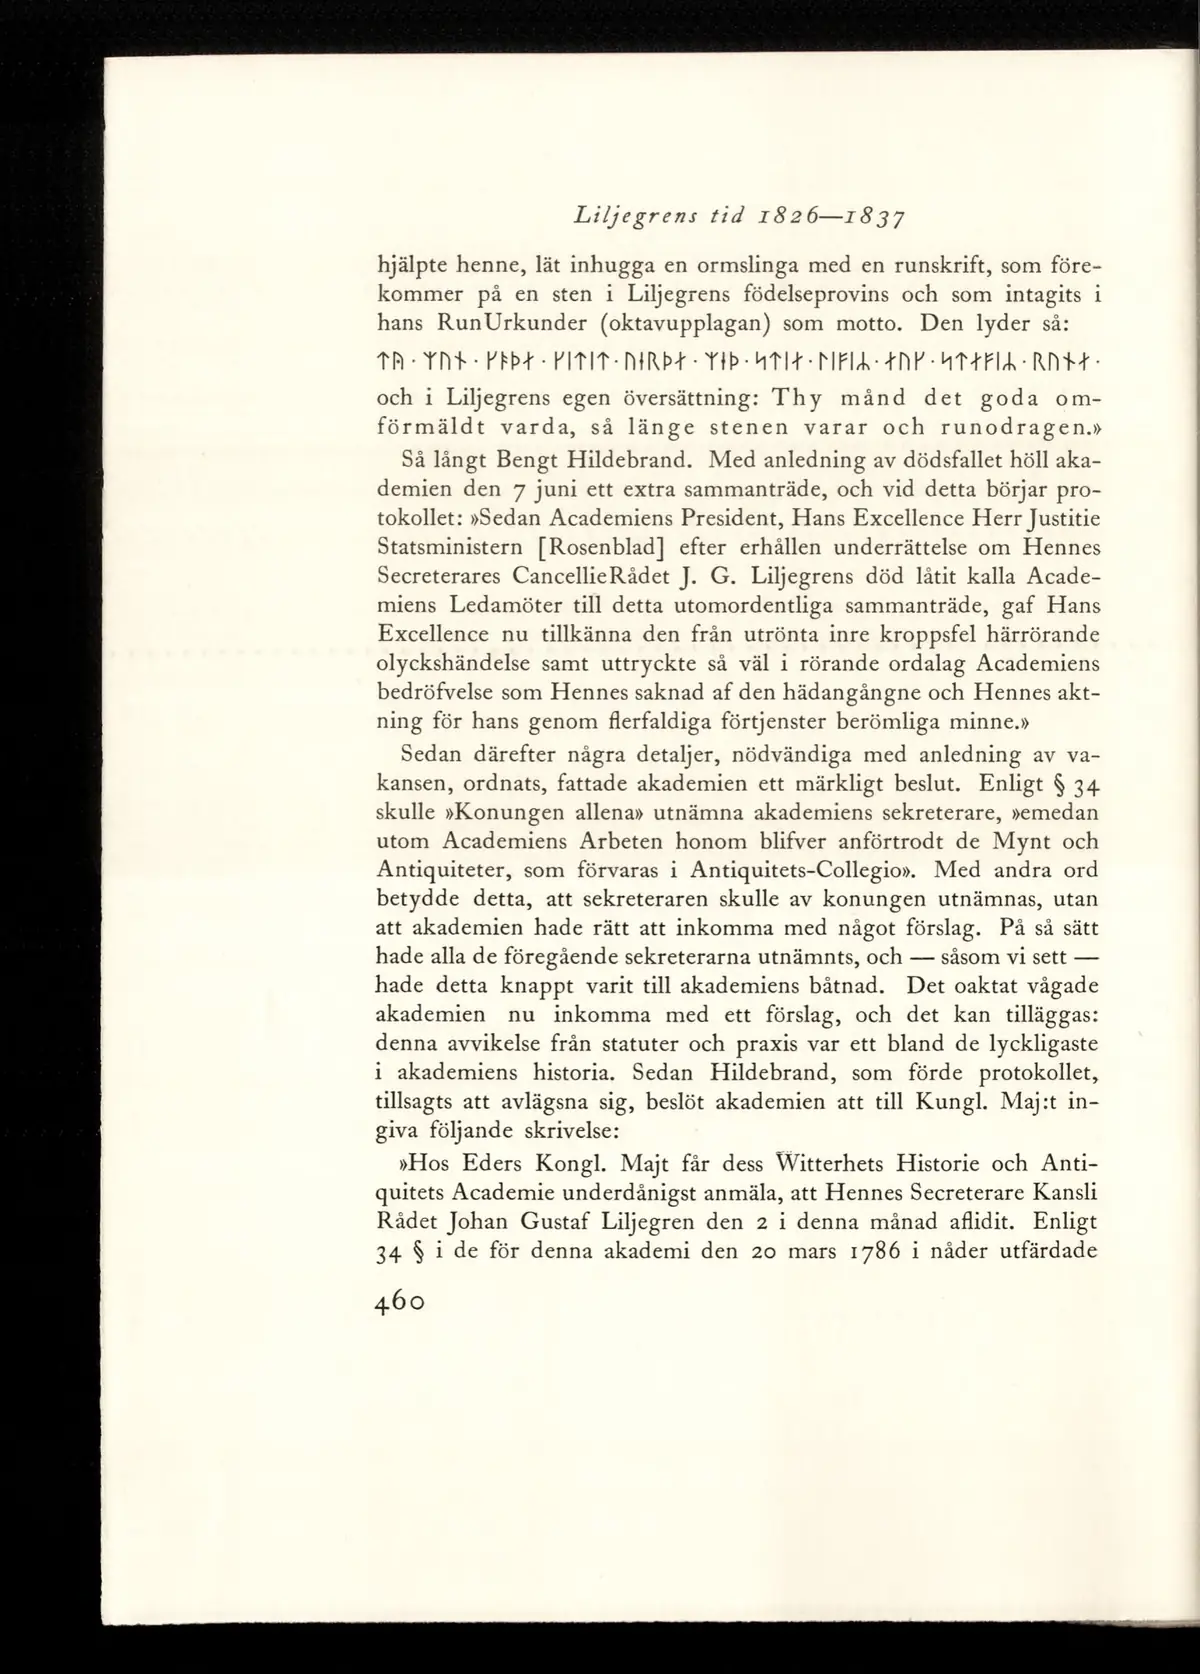 Liljegrens tid 1826—1837
hjälpte henne, lät inhugga en ormslinga med en runskrift, som före-
kommer på en sten i Liljegrens födelseprovins och som intagits i
hans RunUrkunder (oktavupplagan) som motto. Den lyder så:
och i Liljegrens egen översättning: Thy månd det goda om-
förmäldt varda, så länge stenen varar och runodragen.»
Så långt Bengt Hildebrand. Med anledning av dödsfallet höll aka-
demien den 7 juni ett extra sammanträde, och vid detta börjar pro-
tokollet: »Sedan Academiens President, Hans Excellence Herr Justitie
Statsministern [Rosenblad] efter erhållen underrättelse om Hennes
Secreterares CancellieRådet J. G. Liljegrens död låtit kalla Acade-
miens Ledamöter till detta utomordentliga sammanträde, gaf Hans
Excellence nu tillkänna den från utrönta inre kroppsfel härrörande
olyckshändelse samt uttryckte så väl i rörande ordalag Academiens
bedröfvelse som Hennes saknad af den hädangångne och Hennes akt-
ning för hans genom flerfaldiga förtjenster berömliga minne.»
Sedan därefter några detaljer, nödvändiga med anledning av va-
kansen, ordnats, fattade akademien ett märkligt beslut. Enligt § 34
skulle »Konungen allena» utnämna akademiens sekreterare, »emedan
utom Academiens Arbeten honom blifver anförtrodt de Mynt och
Antiquiteter, som förvaras i Antiquitets-Collegio». Med andra ord
betydde detta, att sekreteraren skulle av konungen utnämnas, utan
att akademien hade rätt att inkomma med något förslag. På så sätt
hade alla de föregående sekreterarna utnämnts, och — såsom vi sett —
hade detta knappt varit till akademiens båtnad. Det oaktat vågade
akademien nu inkomma med ett förslag, och det kan tilläggas:
denna avvikelse från statuter och praxis var ett bland de lyckligaste
i akademiens historia. Sedan Hildebrand, som förde protokollet,
tillsagts att avlägsna sig, beslöt akademien att till Kungl. Maj:t in-
giva följande skrivelse:
»Hos Eders Kongl. Majt får dess Witterhets Historie och Anti-
quitets Academie underdånigst anmäla, att Hennes Secreterare Kansli
Rådet Johan Gustaf Liljegren den 2 i denna månad aflidit. Enligt
34 § i de för denna akademi den 20 mars 1786 i nåder utfärdade
460